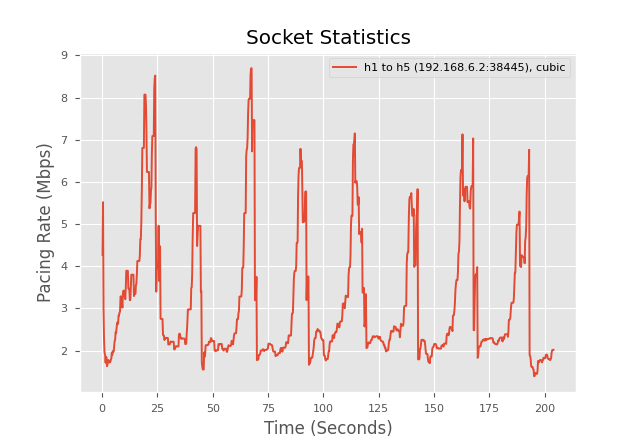 Socket Statistics
h1 to h5 (192.168.6.2:38445), cubic
Pacing Rate (Mbps)
9
8
7
6
5
4
3
2
0 25 50 75 100 125 150 175 200
Time (Seconds)